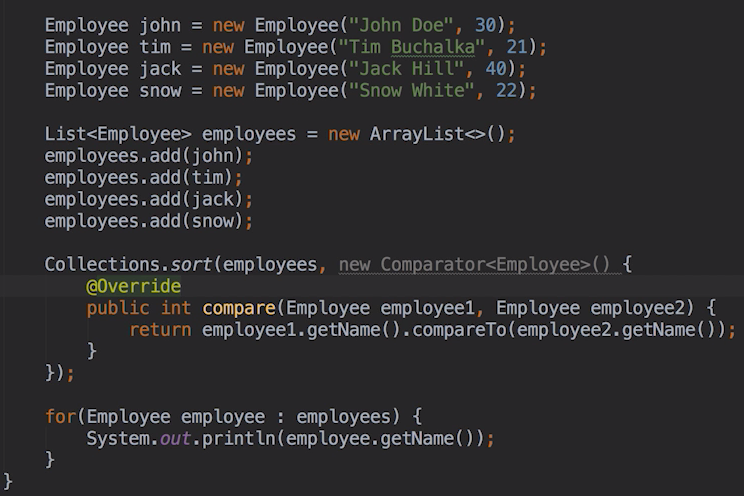 Employee john = new Employee("John Doe", 30);
Employee tim = new Employee("Tim Buchalka", 21);
Employee jack = new Employee("Jack Hill", 40);
Employee snow = new Employee("Snow White", 22);
List<Employee> employees = new ArrayList<>();
employees.add(john);
employees.add(tim);
employees.add(jack);
employees.add(snow);
Collections.sort(employees, new Comparator<Employee>() {
@Override
public int compare(Employee employee1, Employee employee2) {
return employee1.getName().compareTo(employee2.getName());
}
});
for(Employee employee : employees) {
System.out.println(employee.getName());
}
}